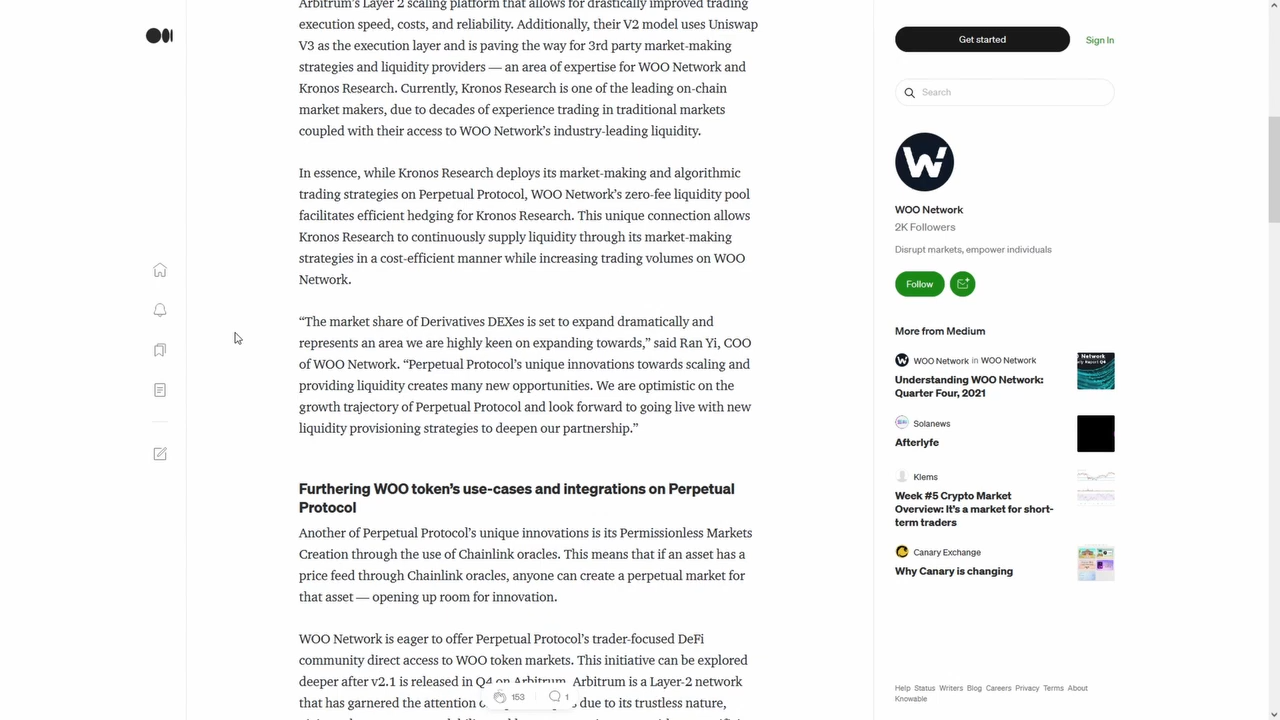 Arbitrum's Layer 2 scaling platform that allows for drastically improved trading
execution speed, costs, and reliability. Additionally, their V2 model uses Uniswap
V3 as the execution layer and is paving the way for 3rd party market-making
strategies and liquidity providers — an area of expertise for WOO Network and
Kronos Research. Currently, Kronos Research is one of the leading on-chain
market makers, due to decades of experience trading in traditional markets
coupled with their access to WOO Network's industry-leading liquidity.
In essence, while Kronos Research deploys its market-making and algorithmic
trading strategies on Perpetual Protocol, WOO Network's zero-fee liquidity pool
facilitates efficient hedging for Kronos Research. This unique connection allows
Kronos Research to continuously supply liquidity through its market-making
strategies in a cost-efficient manner while increasing trading volumes on WOO
Network.
“The market share of Derivatives DEXes is set to expand dramatically and
represents an area we are highly keen on expanding towards,” said Ran Yi, COO
of WOO Network. “Perpetual Protocol's unique innovations towards scaling and
providing liquidity creates many new opportunities. We are optimistic on the
growth trajectory of Perpetual Protocol and look forward to going live with new
liquidity provisioning strategies to deepen our partnership.”
Furthering WOO token's use-cases and integrations on Perpetual
Protocol
Another of Perpetual Protocol's unique innovations is its Permissionless Markets
Creation through the use of Chainlink oracles. This means that if an asset has a
price feed through Chainlink oracles, anyone can create a perpetual market for
that asset — opening up room for innovation.
WOO Network is eager to offer Perpetual Protocol's trader-focused DeFi
community direct access to WOO token markets. This initiative can be explored
deeper after v2.1 is released in Q4 on Arbitrum. Arbitrum is a Layer-2 network
that has garnered the attention of due to its trustless nature,
153 1
Get started Sign In
Search
WOO Network
2K Followers
Disrupt markets, empower individuals
Follow
More from Medium
WOO Network in WOO Network
Understanding WOO Network:
Quarter Four, 2021
Solanews
Afterlyfe
Klems
Week #5 Crypto Market
Overview: It's a market for short-
term traders
Canary Exchange
Why Canary is changing
Help Status Writers Blog Careers Privacy Terms About
Knowable